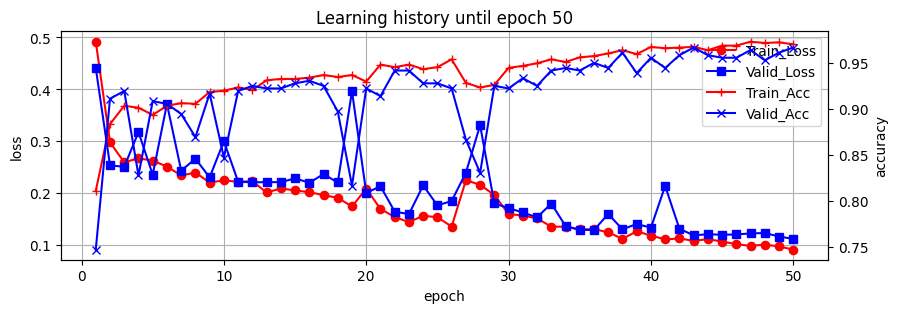 Learning history until epoch 50
0.5
0.4
0.3
0.2
0.1
loss
0
10
20
30
40
50
epoch
0.95
0.90
0.85
0.80
0.75
accuracy
Train_Loss
Valid_Loss
Train_Acc
Valid_Acc